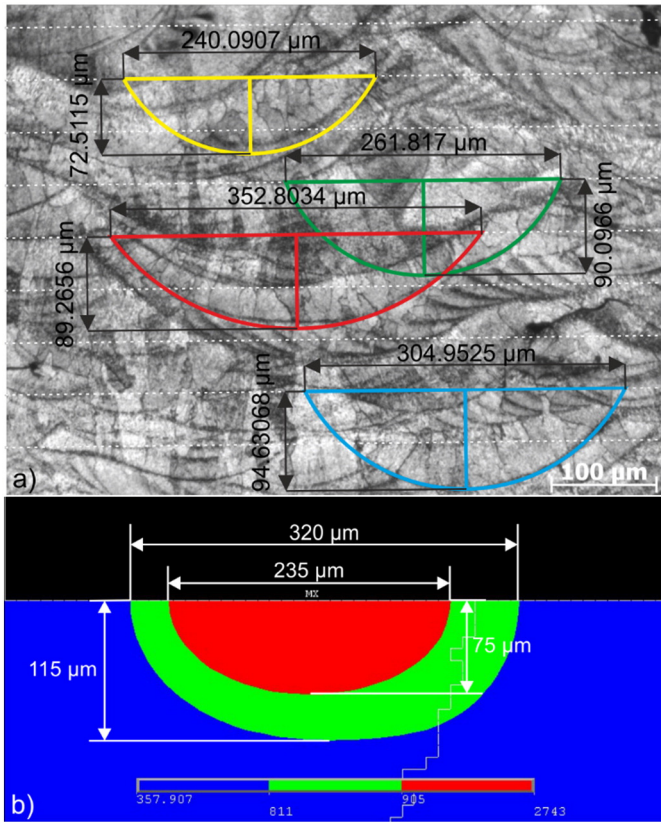 240.0907 µm
72.5115 µm
261.817 µm
352.8034 µm
90.0966 µm
89.2656 µm
304.9525 µm
94.63068 µm
100 µm
a)
320 µm
235 µm
MX
115 µm
75 µm
357.907
811
905
2743
b)